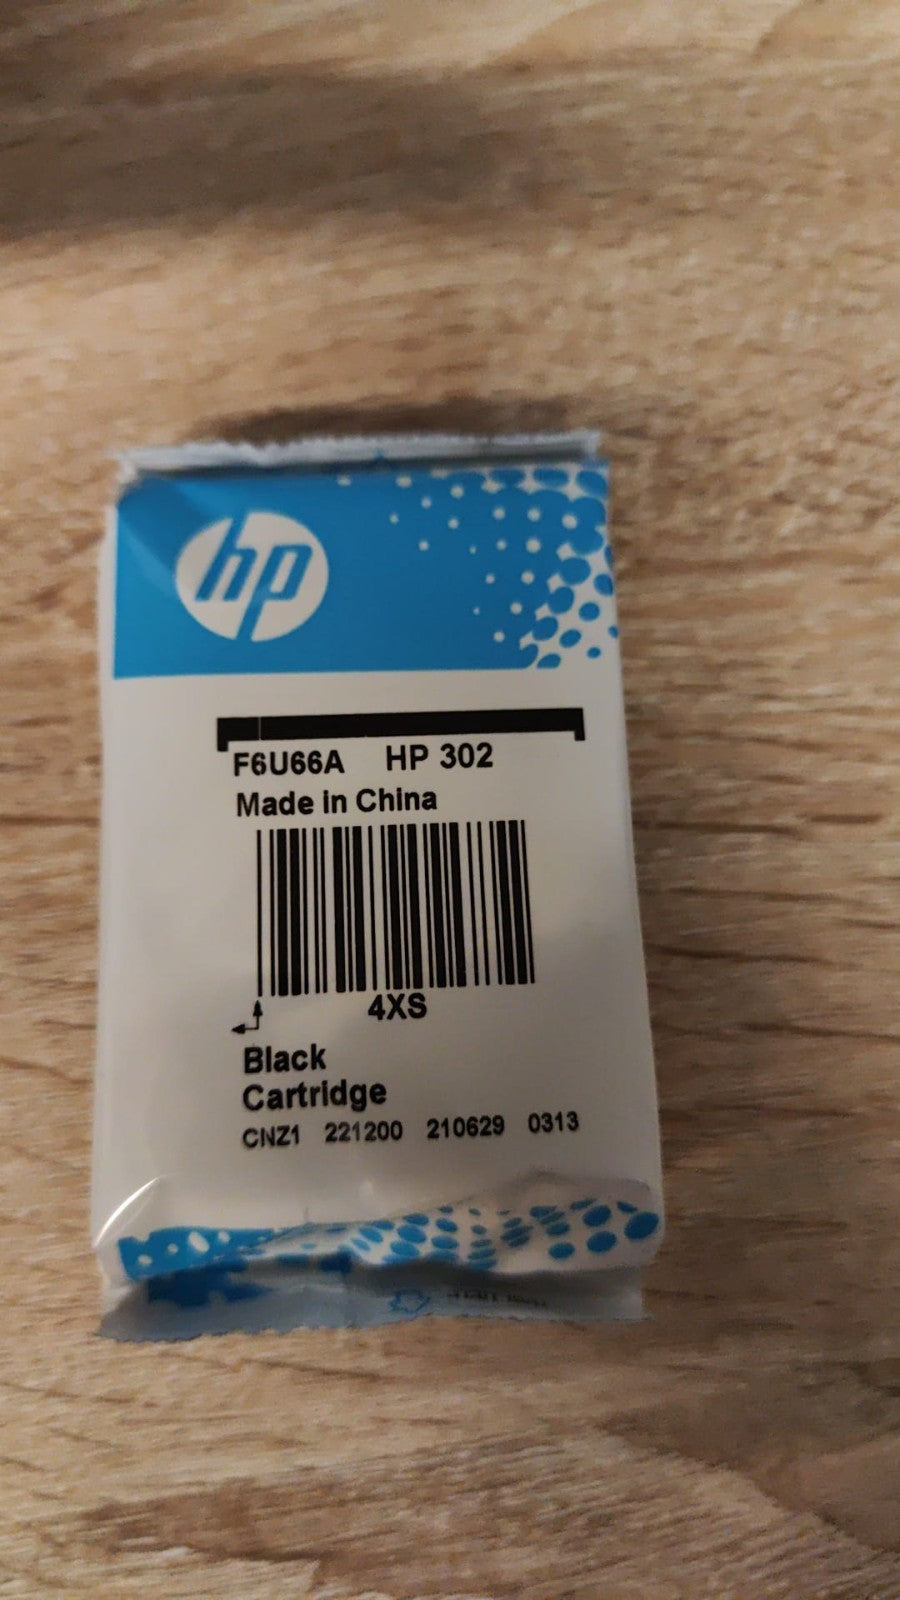 hp
F6U66A HP 302
Made in China
4XS
Black
Cartridge
CNZ1 221200 210629 0313